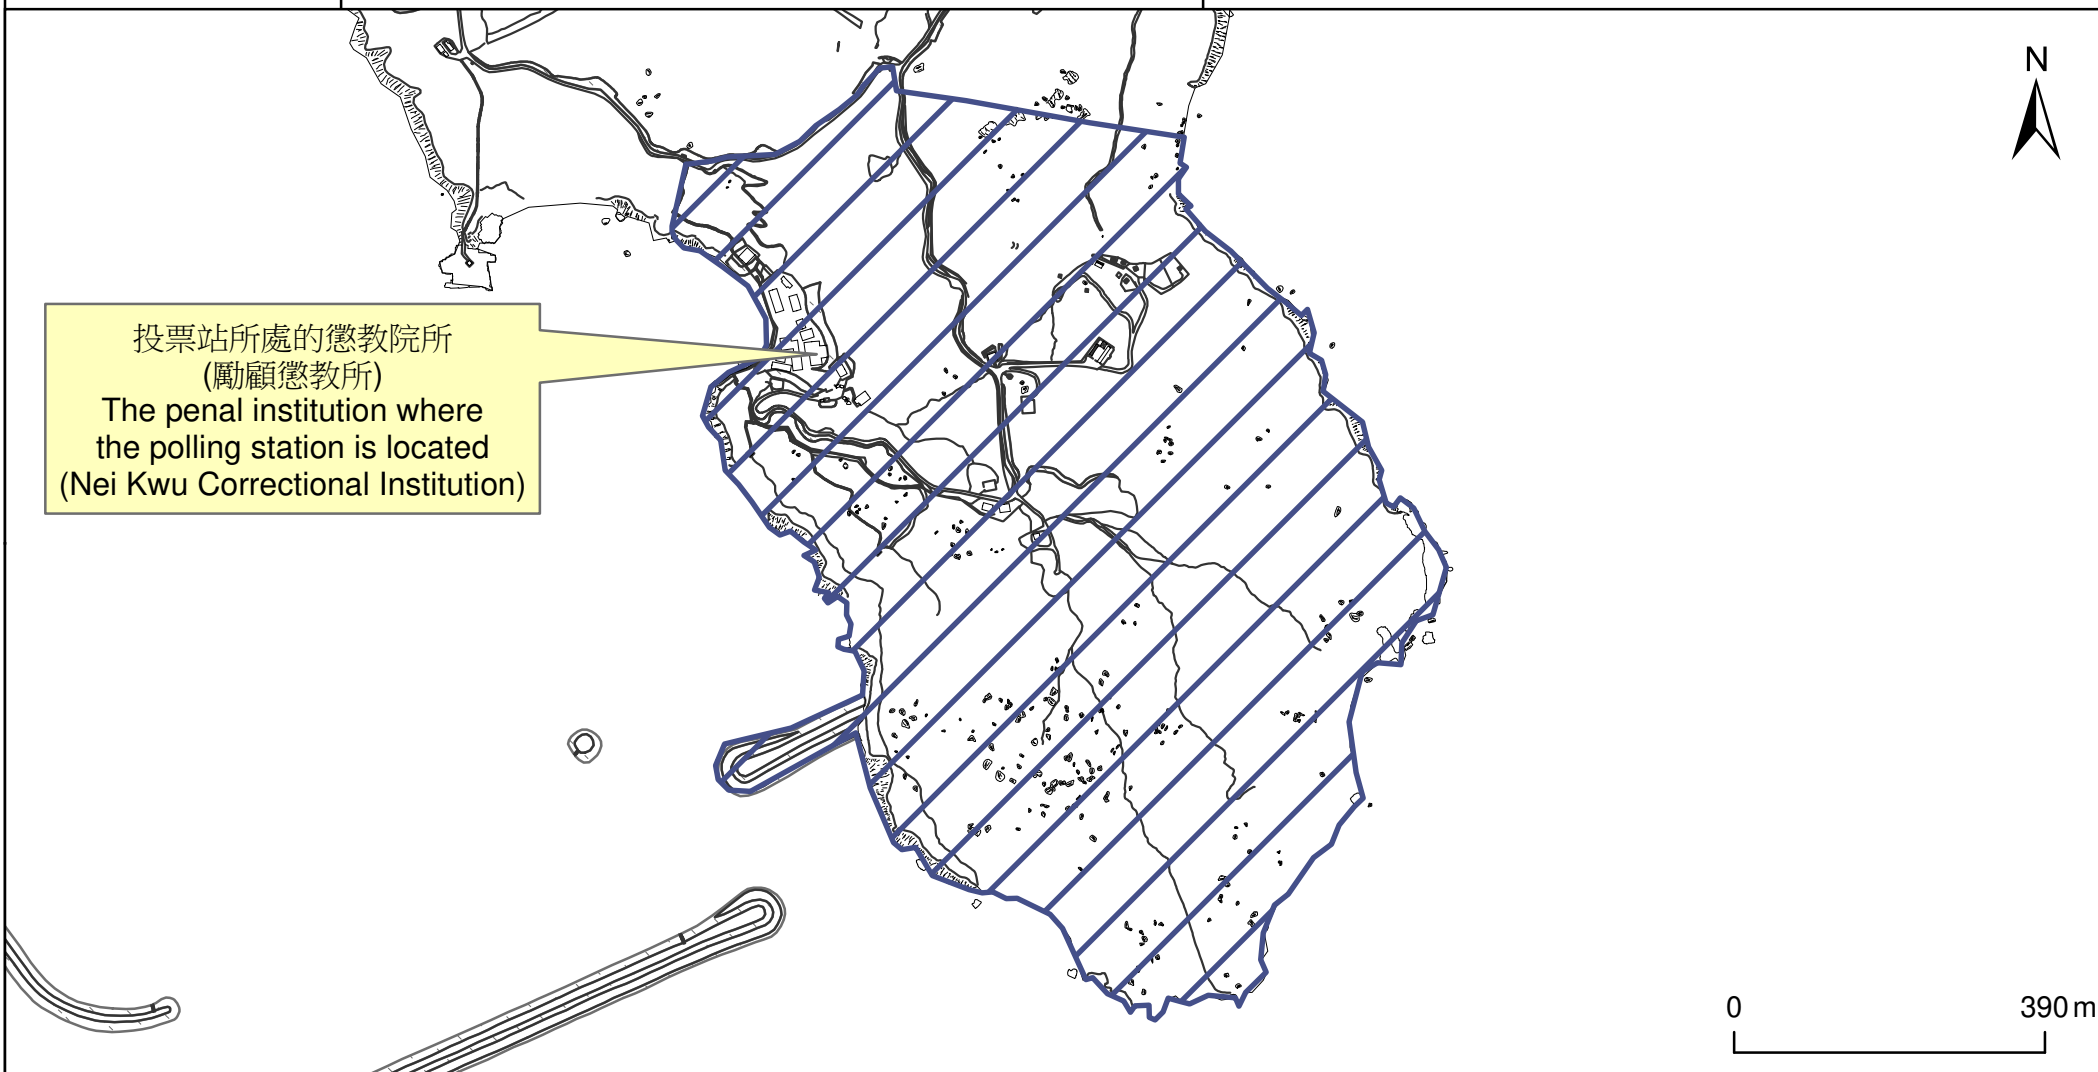 N
投票站所處的懲教院所
(勵顧懲教所)
The penal institution where
the polling station is located
(Nei Kwu Correctional Institution)
0 390 m